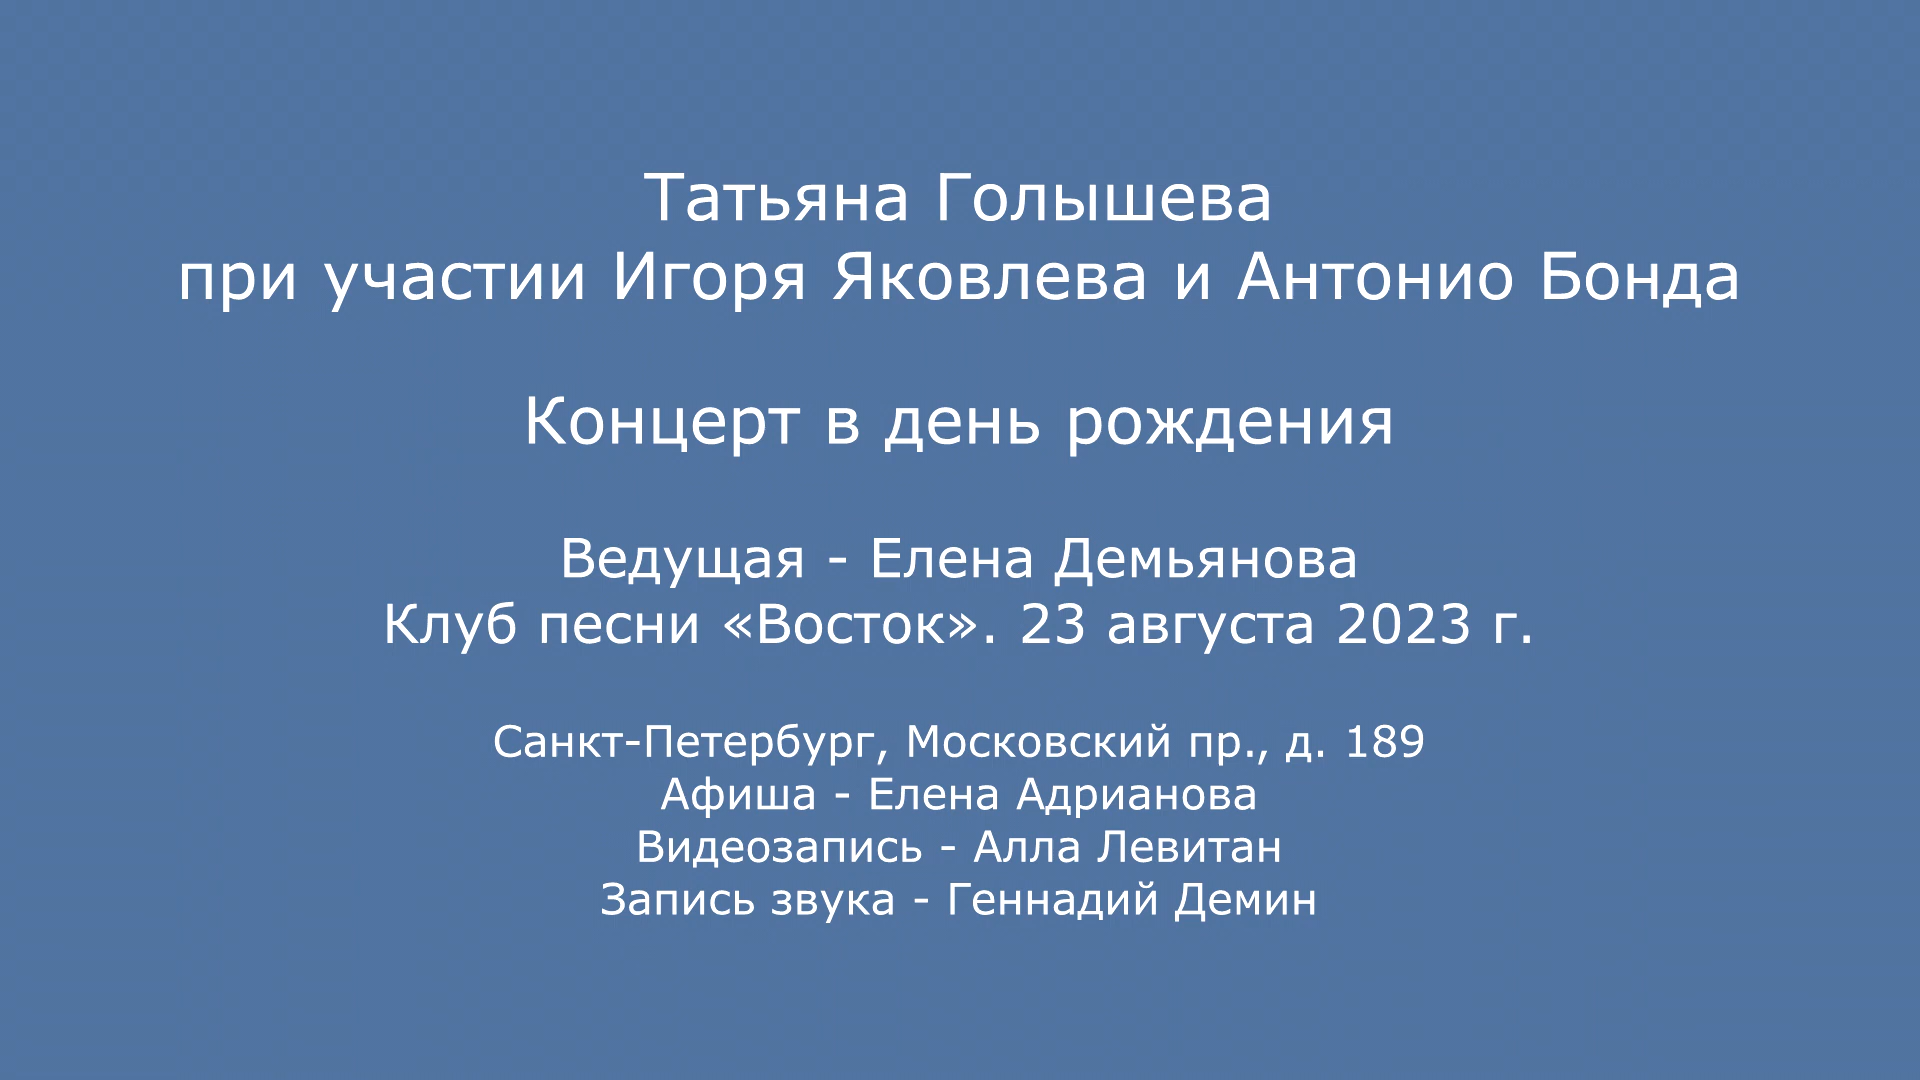 Татьяна Голышева
при участии Игоря Яковлева и Антонио Бонда
Концерт в день рождения
Ведущая - Елена Демьянова
Клуб песни «Восток». 23 августа 2023 г.
Санкт-Петербург, Московский пр., д. 189
Афиша - Елена Адрианова
Видеозапись - Алла Левитан
Запись звука - Геннадий Демин